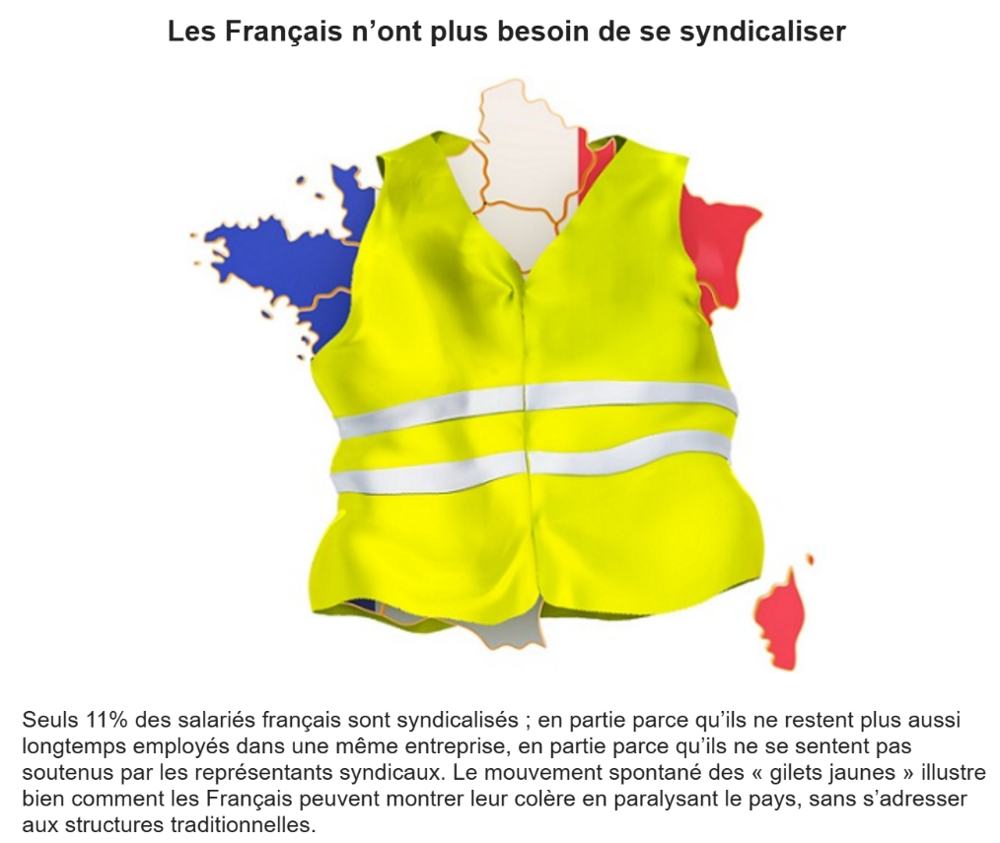 Les Français n’ont plus besoin de se syndicaliser
Seuls 11% des salariés français sont syndicalisés ; en partie parce qu’ils ne restent plus aussi
longtemps employés dans une même entreprise, en partie parce qu’ils ne se sentent pas
soutenus par les représentants syndicaux. Le mouvement spontané des « gilets jaunes » illustre
bien comment les Français peuvent montrer leur colère en paralysant le pays, sans s’adresser
aux structures traditionnelles.